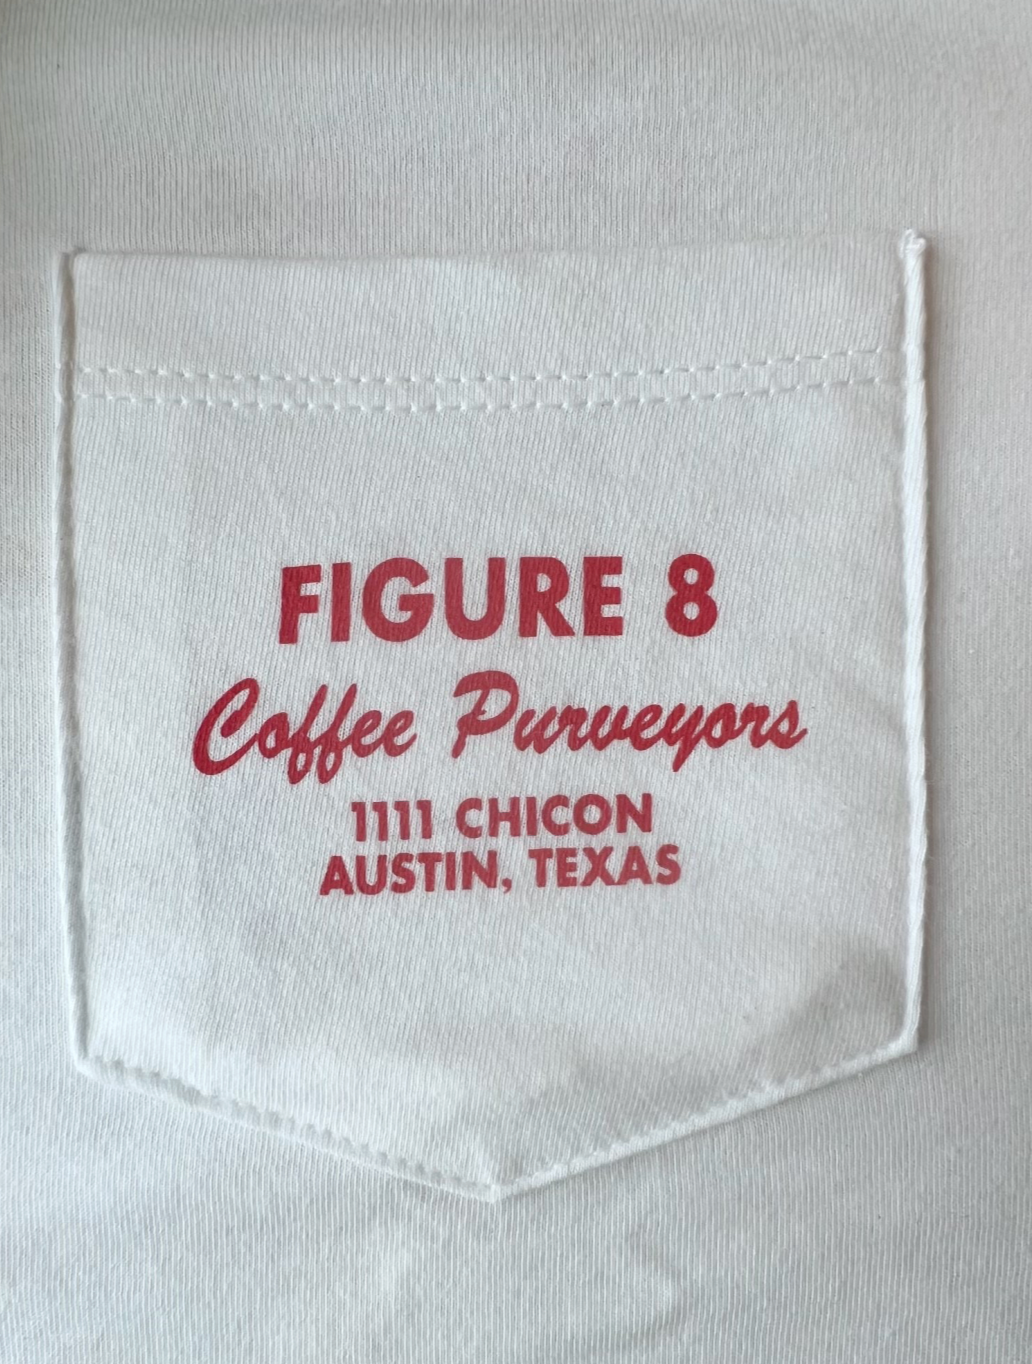 FIGURE 8
Coffee Purveyors
1111 CHICON
AUSTIN, TEXAS